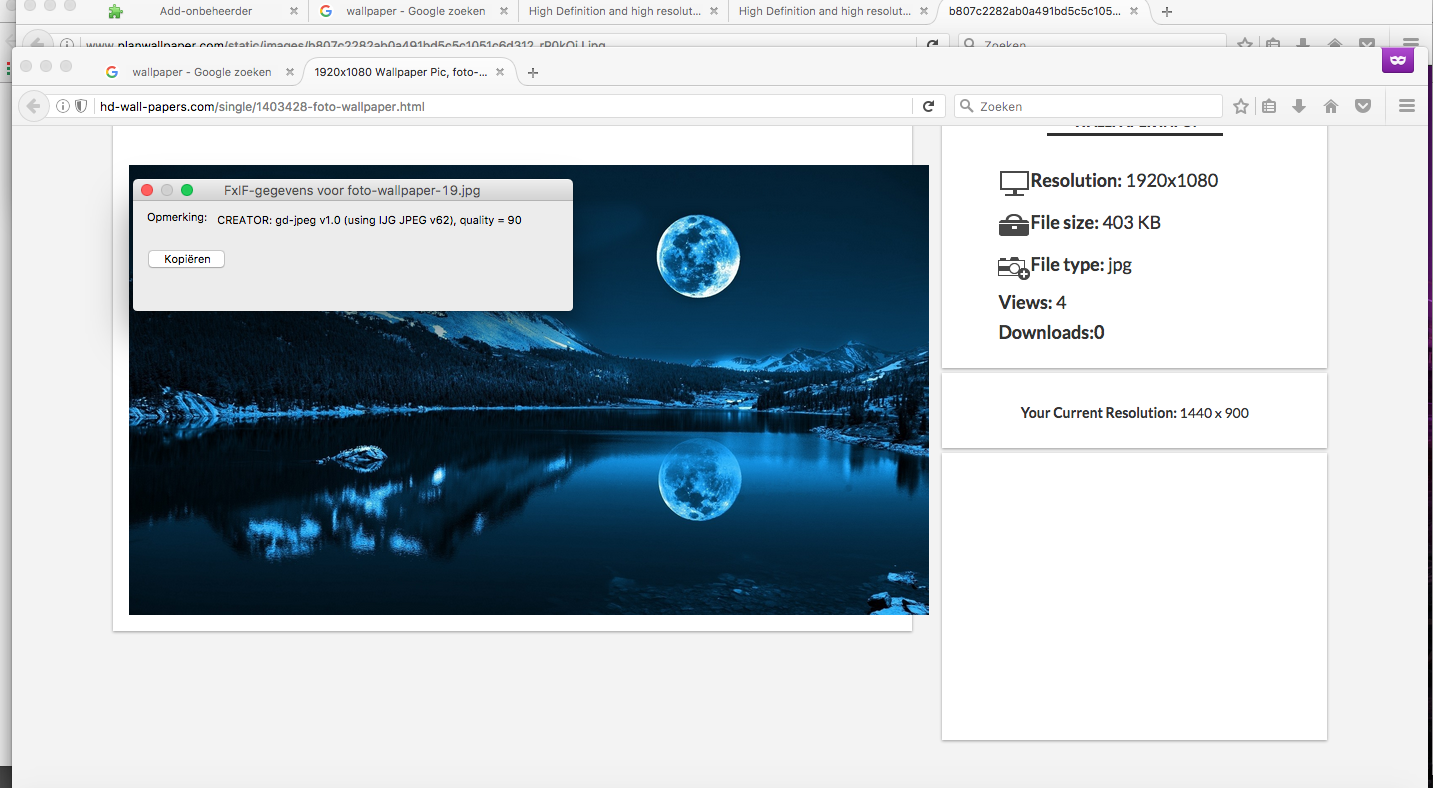 Add-onbeheerder
wallpaper - Google zoeken
High Definition and high resolut...
High Definition and high resolut...
b807c2282ab0a491bd5c5c105...
www.planwallpaper.com/static/images/b807c2282ab0a491bd5c5c1051c6d312
Zoeken
wallpaper - Google zoeken
1920x1080 Wallpaper Pic, foto-...
hd-wall-papers.com/single/1403428-foto-wallpaper.html
Zoeken
FxIF-gegevens voor foto-wallpaper-19.jpg
Opmerking: CREATOR: gd-jpeg v1.0 (using IJG JPEG v62), quality = 90
Kopiëren
Resolution: 1920x1080
File size: 403 KB
File type: jpg
Views: 4
Downloads:0
Your Current Resolution: 1440 x 900